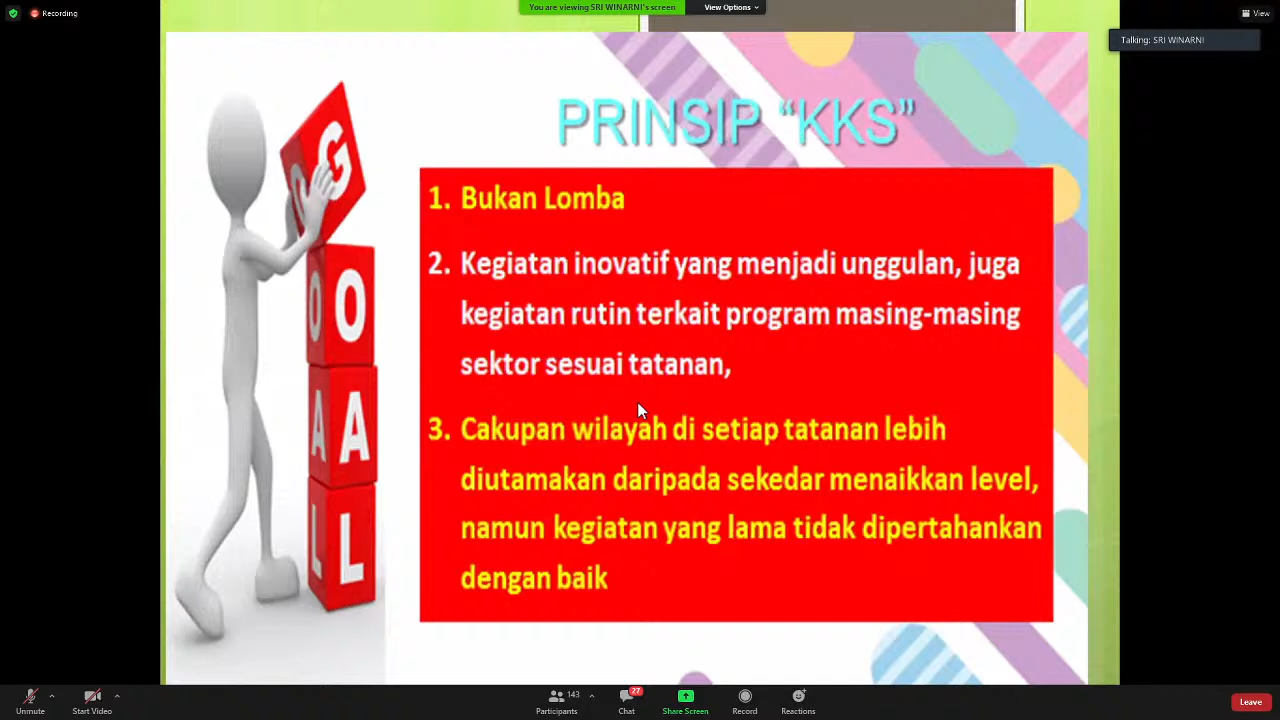 Recording
You are viewing SRI WINARNI's screen
View Options
View
Talking: SRI WINARNI
PRINSIP “KKS”
G
O
O
A
A
L
L
1. Bukan Lomba
2. Kegiatan inovatif yang menjadi unggulan, juga
kegiatan rutin terkait program masing-masing
sektor sesuai tatanan,
3. Cakupan wilayah di setiap tatanan lebih
diutamakan daripada sekedar menaikkan level,
namun kegiatan yang lama tidak dipertahankan
dengan baik
Unmute
Start Video
143
Participants
27
Chat
Share Screen
Record
Reactions
Leave